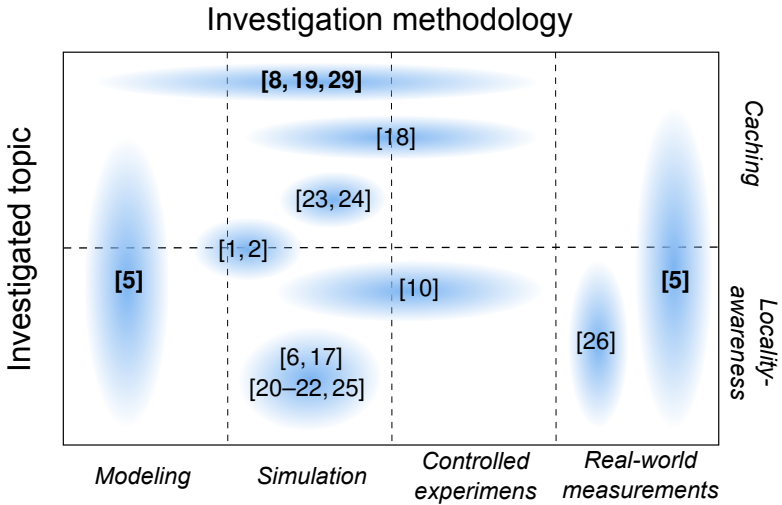 Investigation methodology
Investigated topic
[8, 19, 29]
[18]
[23, 24]
[1, 2]
[5]
[10]
[5]
[26]
[6, 17]
[20–22, 25]
Caching
Locality-
awareness
Modeling
Simulation
Controlled
experimens
Real-world
measurements